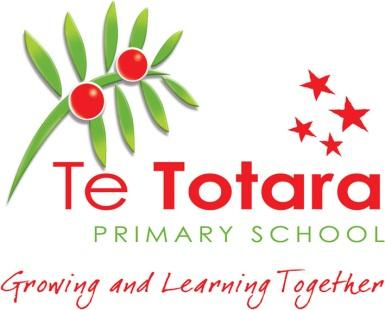 Te Totara
PRIMARY SCHOOL
Growing and Learning Together